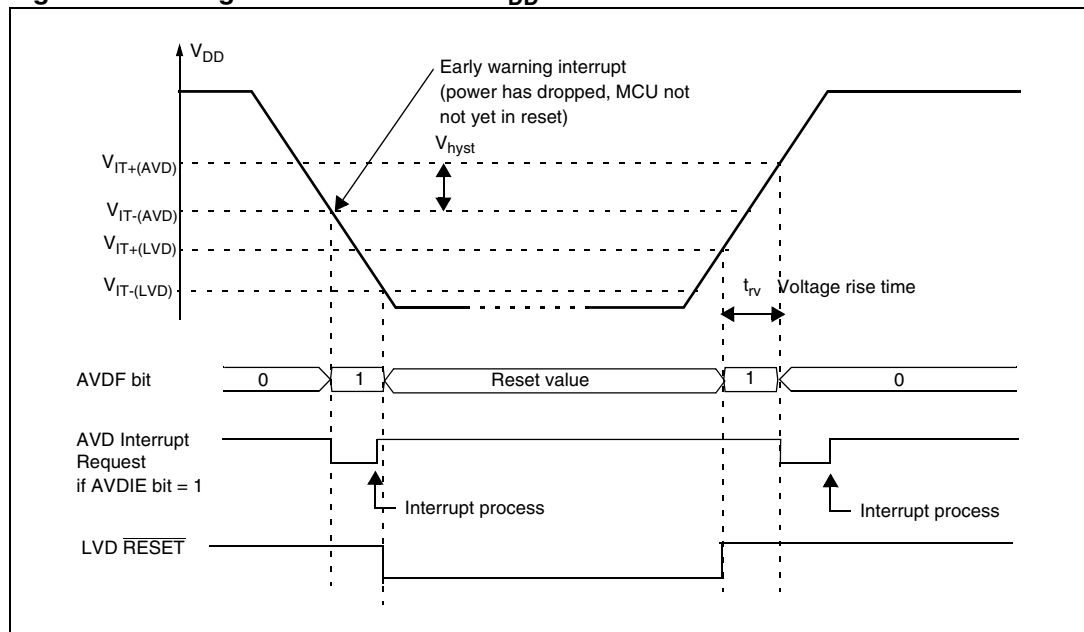 DD
V_DD
Early warning interrupt
(power has dropped, MCU not
not yet in reset)
V_hyst
V_IT+(AVD)
V_IT-(AVD)
V_IT+(LVD)
V_IT-(LVD)
t_rv Voltage rise time
AVDF bit
0
1
Reset value
1
0
AVD Interrupt
Request
if AVDIE bit = 1
Interrupt process
Interrupt process
LVD RESET